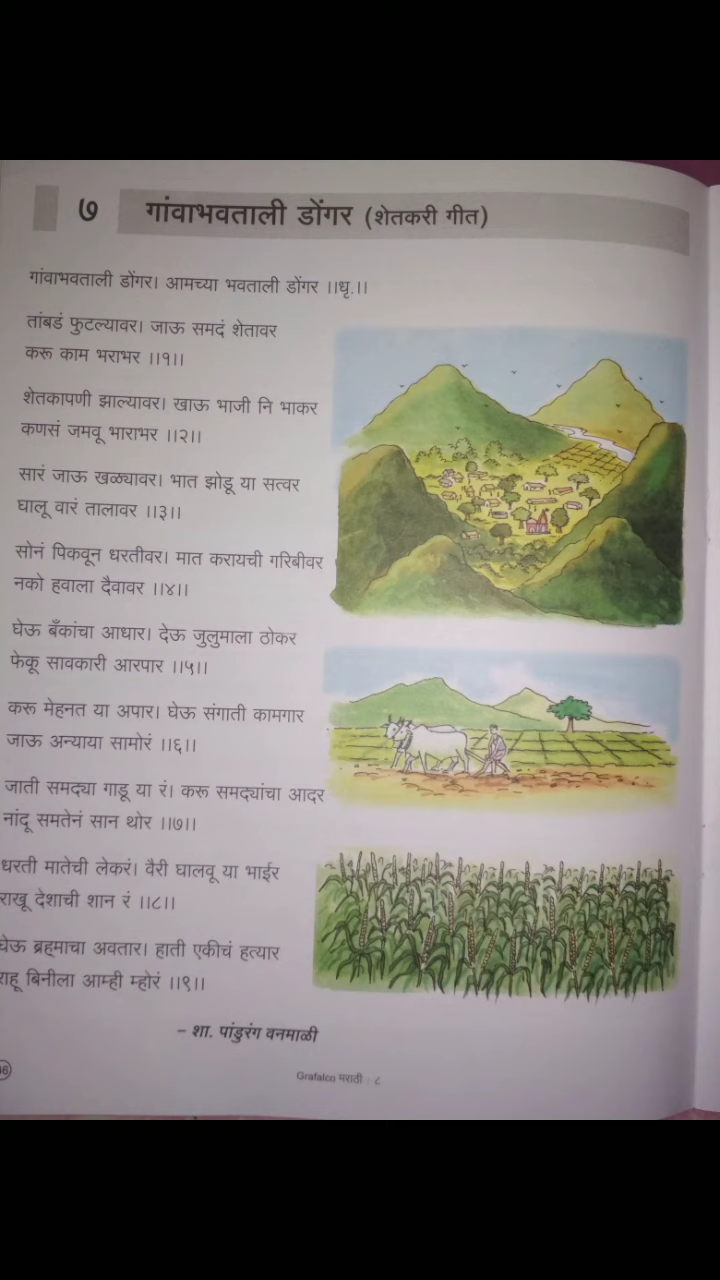 ७ गांवाभवताली डोंगर (शेतकरी गीत)
गांवाभवताली डोंगर। आमच्या भवताली डोंगर ।।धृ.।।
तांबडं फुटल्यावर। जाऊ समदं शेतावर
करू काम भराभर ।।१।।
शेतकापणी झाल्यावर। खाऊ भाजी नि भाकर
कणसं जमवू भाराभर ।।२।।
सारं जाऊ खळ्यावर। भात झोडू या सत्वर
घालू वारं तालावर ।।३।।
सोनं पिकवून धरतीवर। मात करायची गरिबीवर
नको हवाला दैवावर ।।४।।
घेऊ बँकांचा आधार। देऊ जुलुमाला ठोकर
फेकू सावकारी आरपार ।।५।।
करू मेहनत या अपार। घेऊ संगाती कामगार
जाऊ अन्याया सामोरं ।।६।।
जाती समद्या गाडू या रं। करू समद्यांचा आदर
नांदू समतेनं सान थोर ।।७।।
धरती मातेची लेकरं। वैरी घालवू या भाईर
राखू देशाची शान रं ।।८।।
घेऊ ब्रह्माचा अवतार। हाती एकीचं हत्यार
राहू बिनीला आम्ही म्होरं ।।९।।
– शा. पांडुरंग वनमाळी
Grafalco मराठी : ८